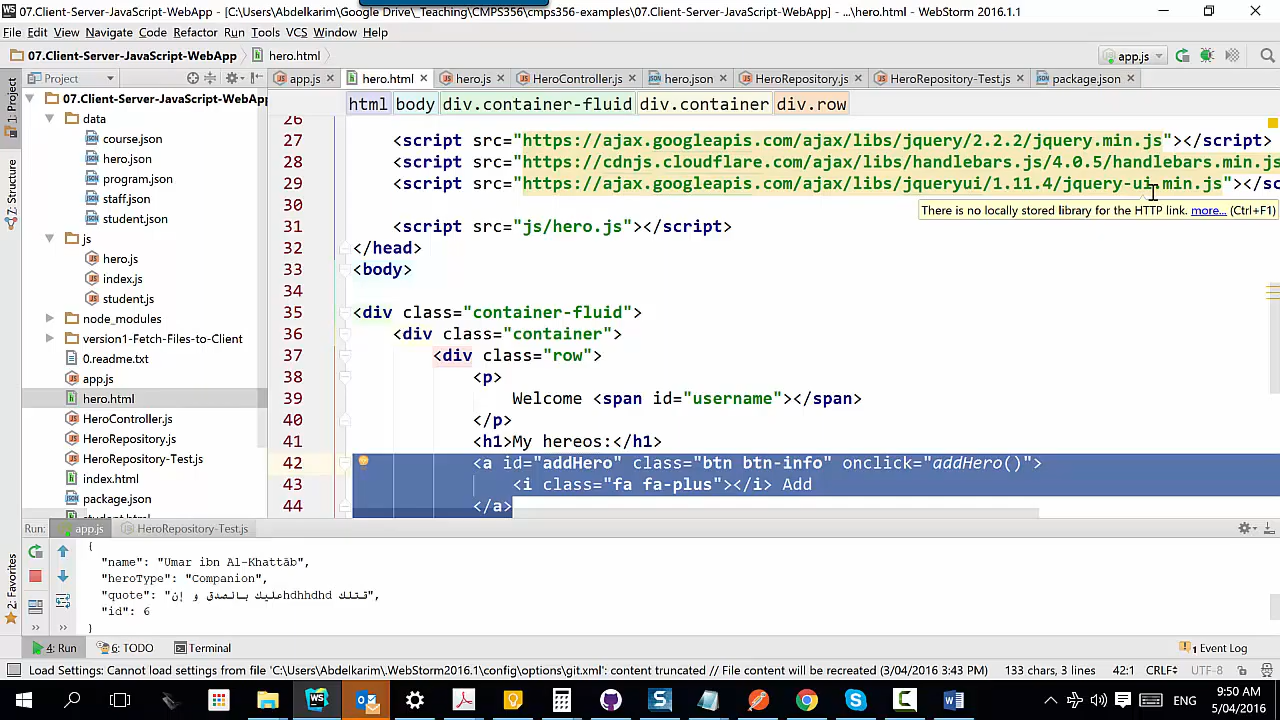 07.Client-Server-JavaScript-WebApp - [C:\Users\Abdelkarim\Google Drive\_Teaching\CMPS356\cmps356-examples\07.Client-Server-JavaScript-WebApp] - ...\hero.html - WebStorm 2016.1.1
File Edit View Navigate Code Refactor Run Tools VCS Window Help
07.Client-Server-JavaScript-WebApp hero.html app.js
1: Project
7: Structure
2: Favorites
Project
app.js hero.html hero.js HeroController.js hero.json HeroRepository.js HeroRepository-Test.js package.json
07.Client-Server-JavaScript-WebApp
data
course.json
hero.json
program.json
staff.json
student.json
js
hero.js
index.js
student.js
node_modules
version1-Fetch-Files-to-Client
0.readme.txt
app.js
hero.html
HeroController.js
HeroRepository.js
HeroRepository-Test.js
index.html
package.json
student.html
html body div.container-fluid div.container div.row
26
27 <script src="https://ajax.googleapis.com/ajax/libs/jquery/2.2.2/jquery.min.js"></script>
28 <script src="https://cdnjs.cloudflare.com/ajax/libs/handlebars.js/4.0.5/handlebars.min.js
29 <script src="https://ajax.googleapis.com/ajax/libs/jqueryui/1.11.4/jquery-ui.min.js"></sc
There is no locally stored library for the HTTP link. more... (Ctrl+F1)
30
31 <script src="js/hero.js"></script>
32 </head>
33 <body>
34
35 <div class="container-fluid">
36 <div class="container">
37 <div class="row">
38 <p>
39 Welcome <span id="username"></span>
40 </p>
41 <h1>My hereos:</h1>
42 <a id="addHero" class="btn btn-info" onclick="addHero()">
43 <i class="fa fa-plus"></i> Add
44 </a>
Run: app.js HeroRepository-Test.js
{
"name": "Umar ibn Al-Khattāb",
"heroType": "Companion",
"quote": "عليك بالصدق و إنhdhhdhd قتلك",
"id": 6
}
4: Run 6: TODO Terminal 1 Event Log
Load Settings: Cannot load settings from file 'C:\Users\Abdelkarim\.WebStorm2016.1\config\options\git.xml': content truncated // File content will be recreated (3/04/2016 3:43 PM) 133 chars, 3 lines 42:1 CRLF÷ UTF-8
ENG
9:50 AM
5/04/2016